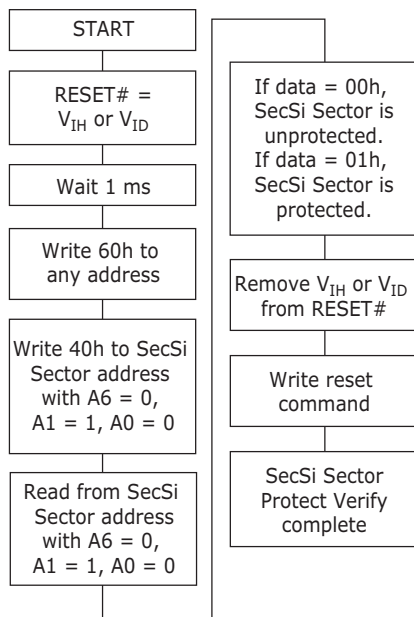 START
RESET# =
V_IH or V_ID
Wait 1 ms
Write 60h to
any address
Write 40h to SecSi
Sector address
with A6 = 0,
A1 = 1, A0 = 0
Read from SecSi
Sector address
with A6 = 0,
A1 = 1, A0 = 0
If data = 00h,
SecSi Sector is
unprotected.
If data = 01h,
SecSi Sector is
protected.
Remove V_IH or V_ID
from RESET#
Write reset
command
SecSi Sector
Protect Verify
complete